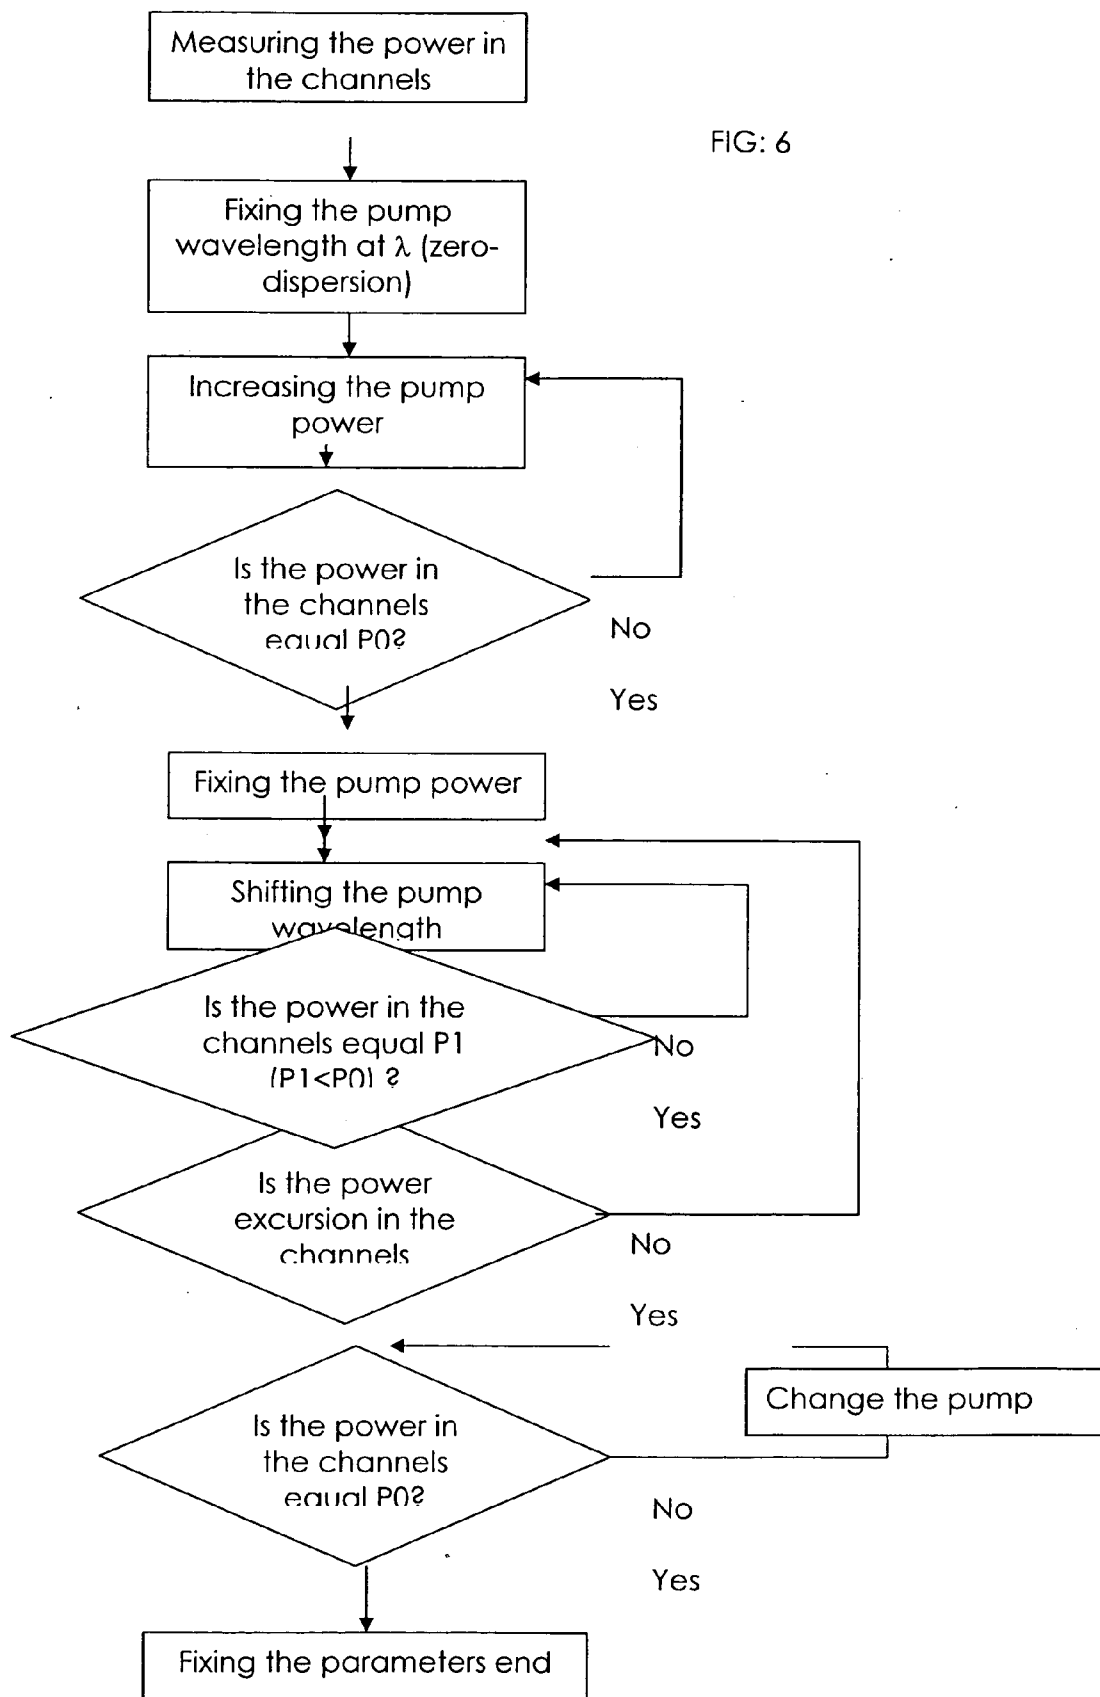 Measuring the power in
the channels
FIG: 6
Fixing the pump
wavelength at λ (zero-
dispersion)
Increasing the pump
power
Is the power in
the channels
equal P0?
No
Yes
Fixing the pump power
Shifting the pump
wavelength
Is the power in the
channels equal P1
(P1<P0) ?
No
Yes
Is the power
excursion in the
channels
No
Yes
Change the pump
Is the power in
the channels
equal P0?
No
Yes
Fixing the parameters end